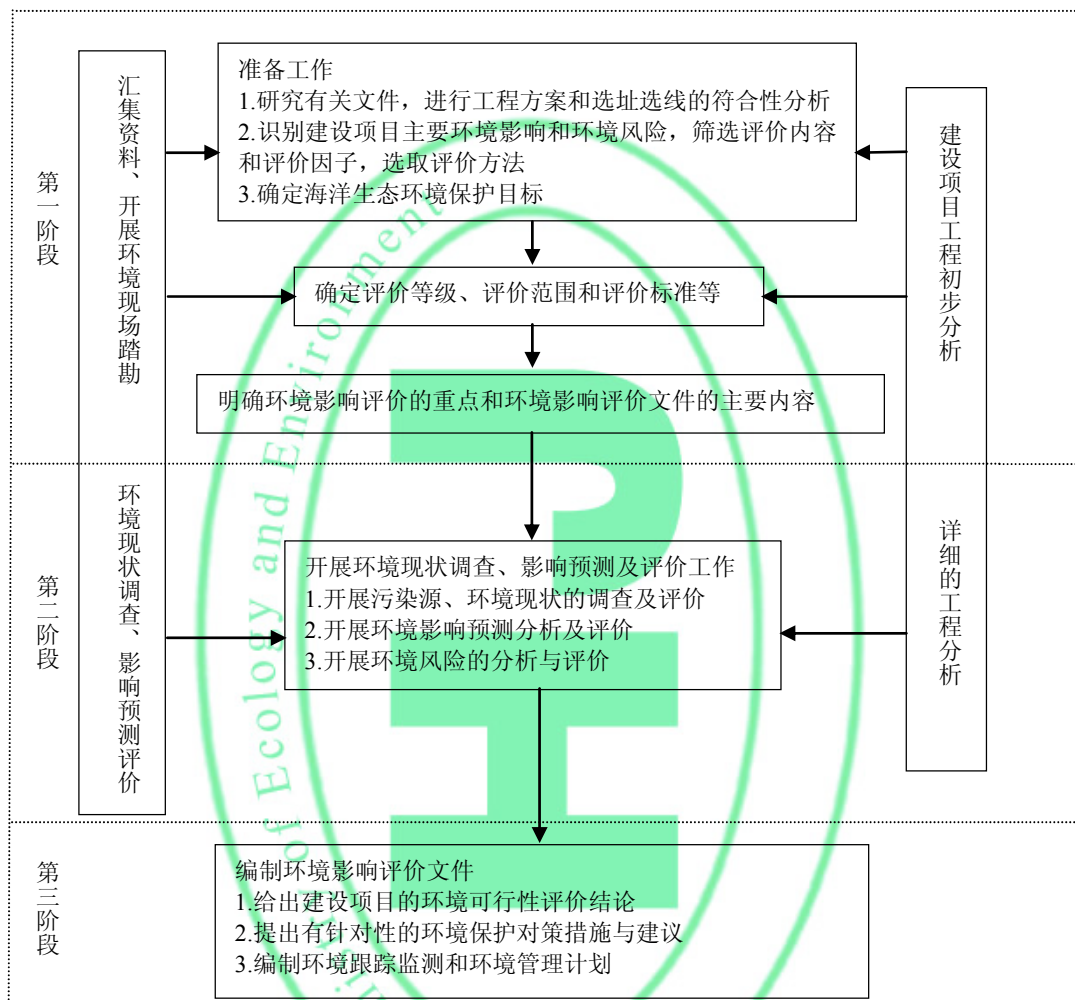 第一阶段
汇集资料、开展环境现场踏勘
准备工作
1.研究有关文件，进行工程方案和选址选线的符合性分析
2.识别建设项目主要环境影响和环境风险，筛选评价内容
和评价因子，选取评价方法
3.确定海洋生态环境保护目标
建设项目工程初步分析
确定评价等级、评价范围和评价标准等
明确环境影响评价的重点和环境影响评价文件的主要内容
第二阶段
环境现状调查、影响预测评价
开展环境现状调查、影响预测及评价工作
1.开展污染源、环境现状的调查及评价
2.开展环境影响预测分析及评价
3.开展环境风险的分析与评价
详细的工程分析
第三阶段
编制环境影响评价文件
1.给出建设项目的环境可行性评价结论
2.提出有针对性的环境保护对策措施与建议
3.编制环境跟踪监测和环境管理计划
of Ecology and Environment